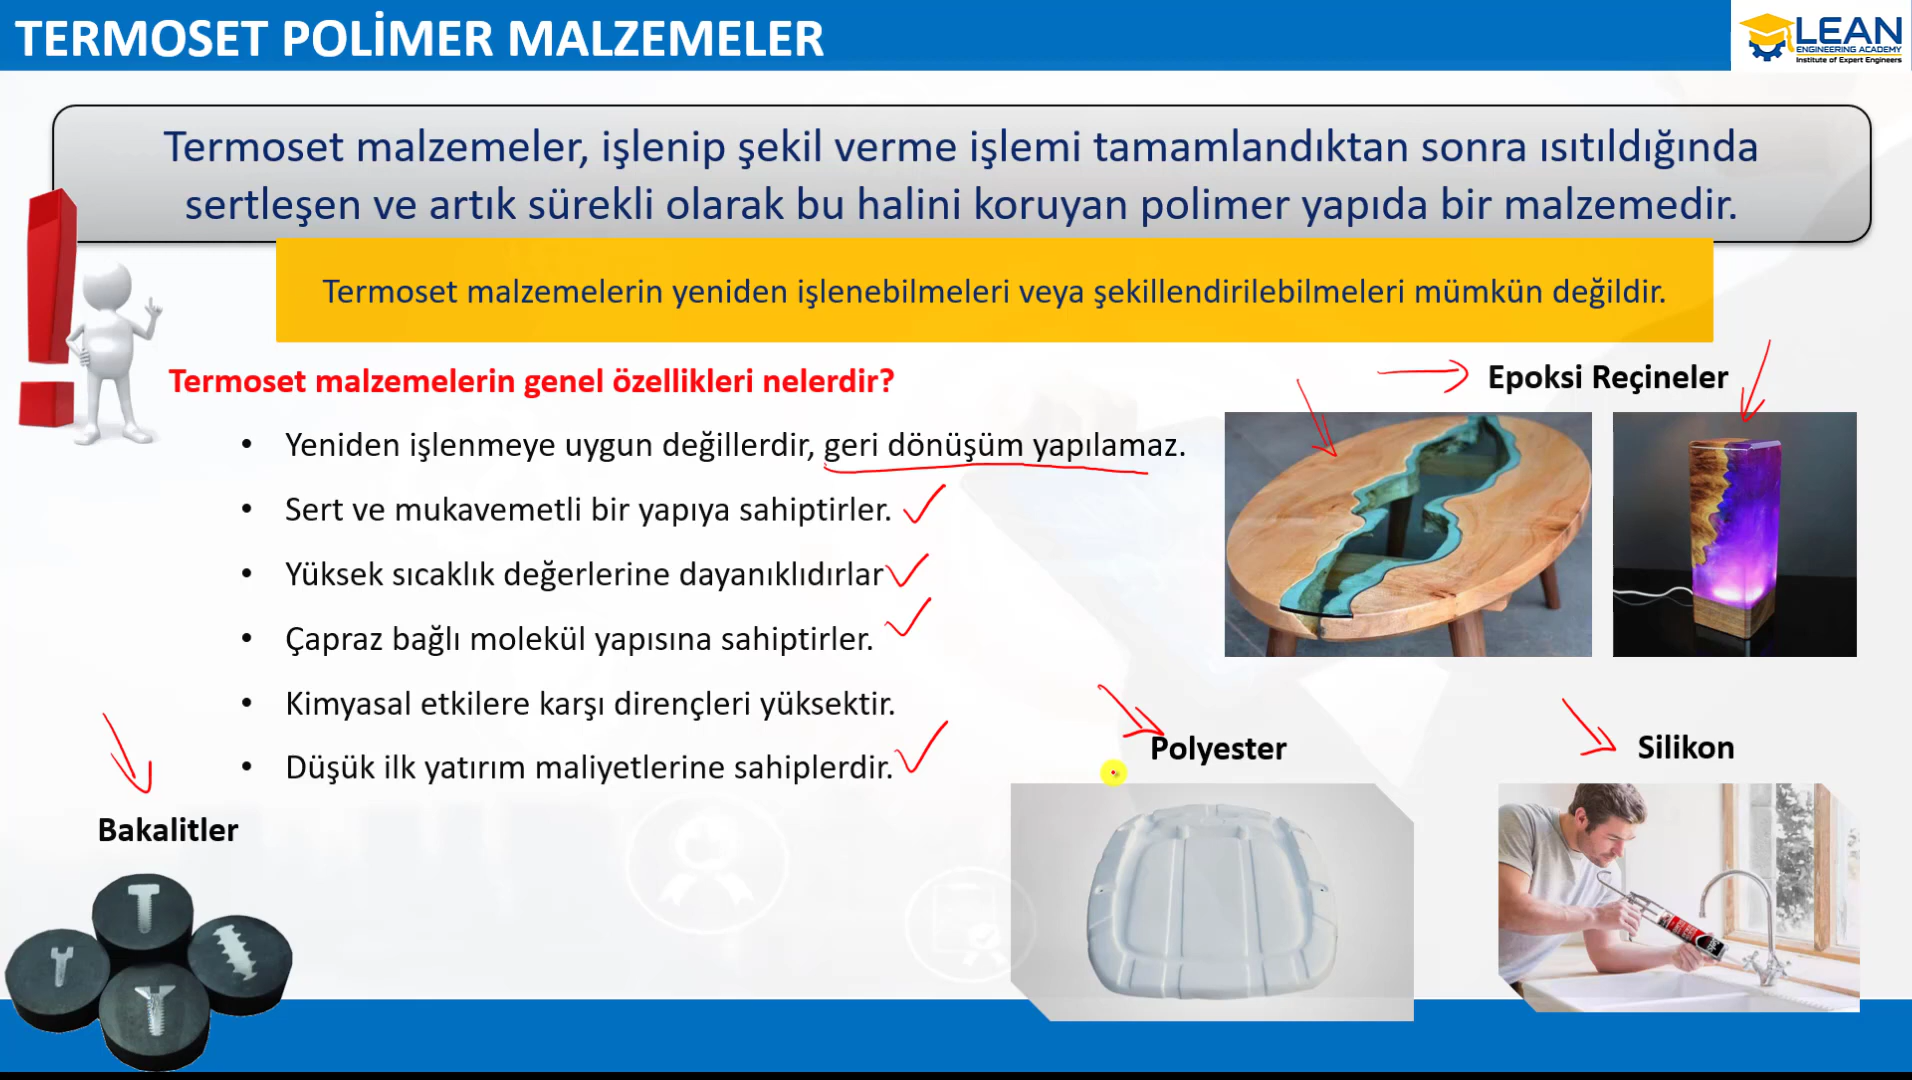 TERMOSET POLİMER MALZEMELER
LEAN
ENGINEERING ACADEMY
Institute of Expert Engineers
Termoset malzemeler, işlenip şekil verme işlemi tamamlandıktan sonra ısıtıldığında
sertleşen ve artık sürekli olarak bu halini koruyan polimer yapıda bir malzemedir.
Termoset malzemelerin yeniden işlenebilmeleri veya şekillendirilebilmeleri mümkün değildir.
Termoset malzemelerin genel özellikleri nelerdir?
• Yeniden işlenmeye uygun değillerdir, geri dönüşüm yapılamaz.
• Sert ve mukavemetli bir yapıya sahiptirler.
• Yüksek sıcaklık değerlerine dayanıklıdırlar
• Çapraz bağlı molekül yapısına sahiptirler.
• Kimyasal etkilere karşı dirençleri yüksektir.
• Düşük ilk yatırım maliyetlerine sahiplerdir.
Epoksi Reçineler
Polyester
Silikon
Bakalitler